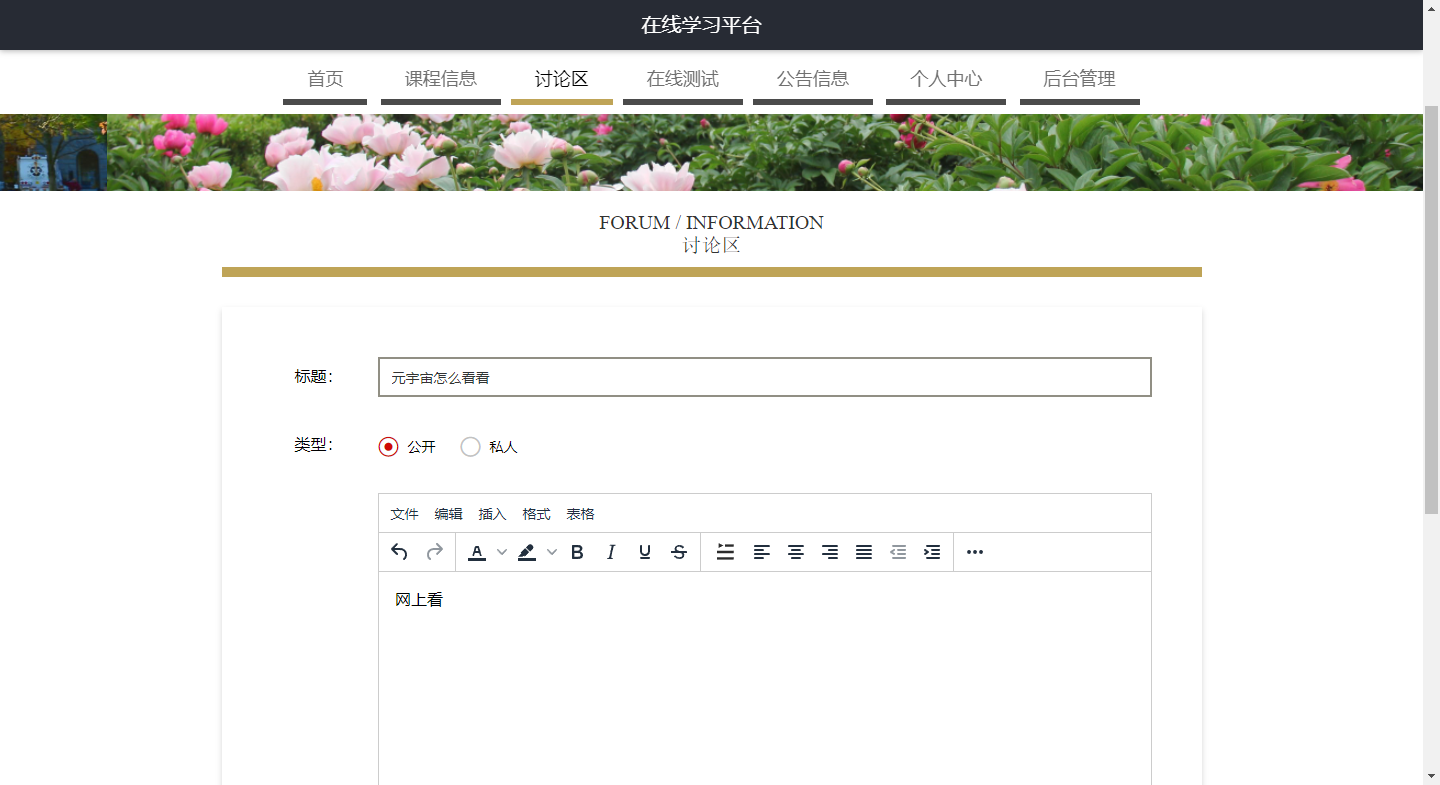 在线学习平台
首页 课程信息 讨论区 在线测试 公告信息 个人中心 后台管理
FORUM / INFORMATION
讨论区
标题：
元宇宙怎么看看
类型：
公开 私人
文件 编辑 插入 格式 表格
网上看